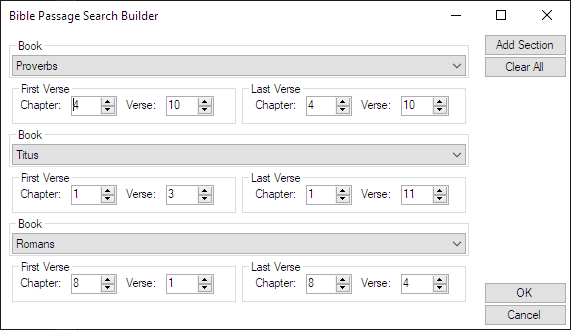 Bible Passage Search Builder
Book
Add Section
Proverbs
Clear All
First Verse
Last Verse
Chapter: 4 Verse: 10
Chapter: 4 Verse: 10
Book
Titus
First Verse
Last Verse
Chapter: 1 Verse: 3
Chapter: 1 Verse: 11
Book
Romans
First Verse
Last Verse
Chapter: 8 Verse: 1
Chapter: 8 Verse: 4
OK
Cancel